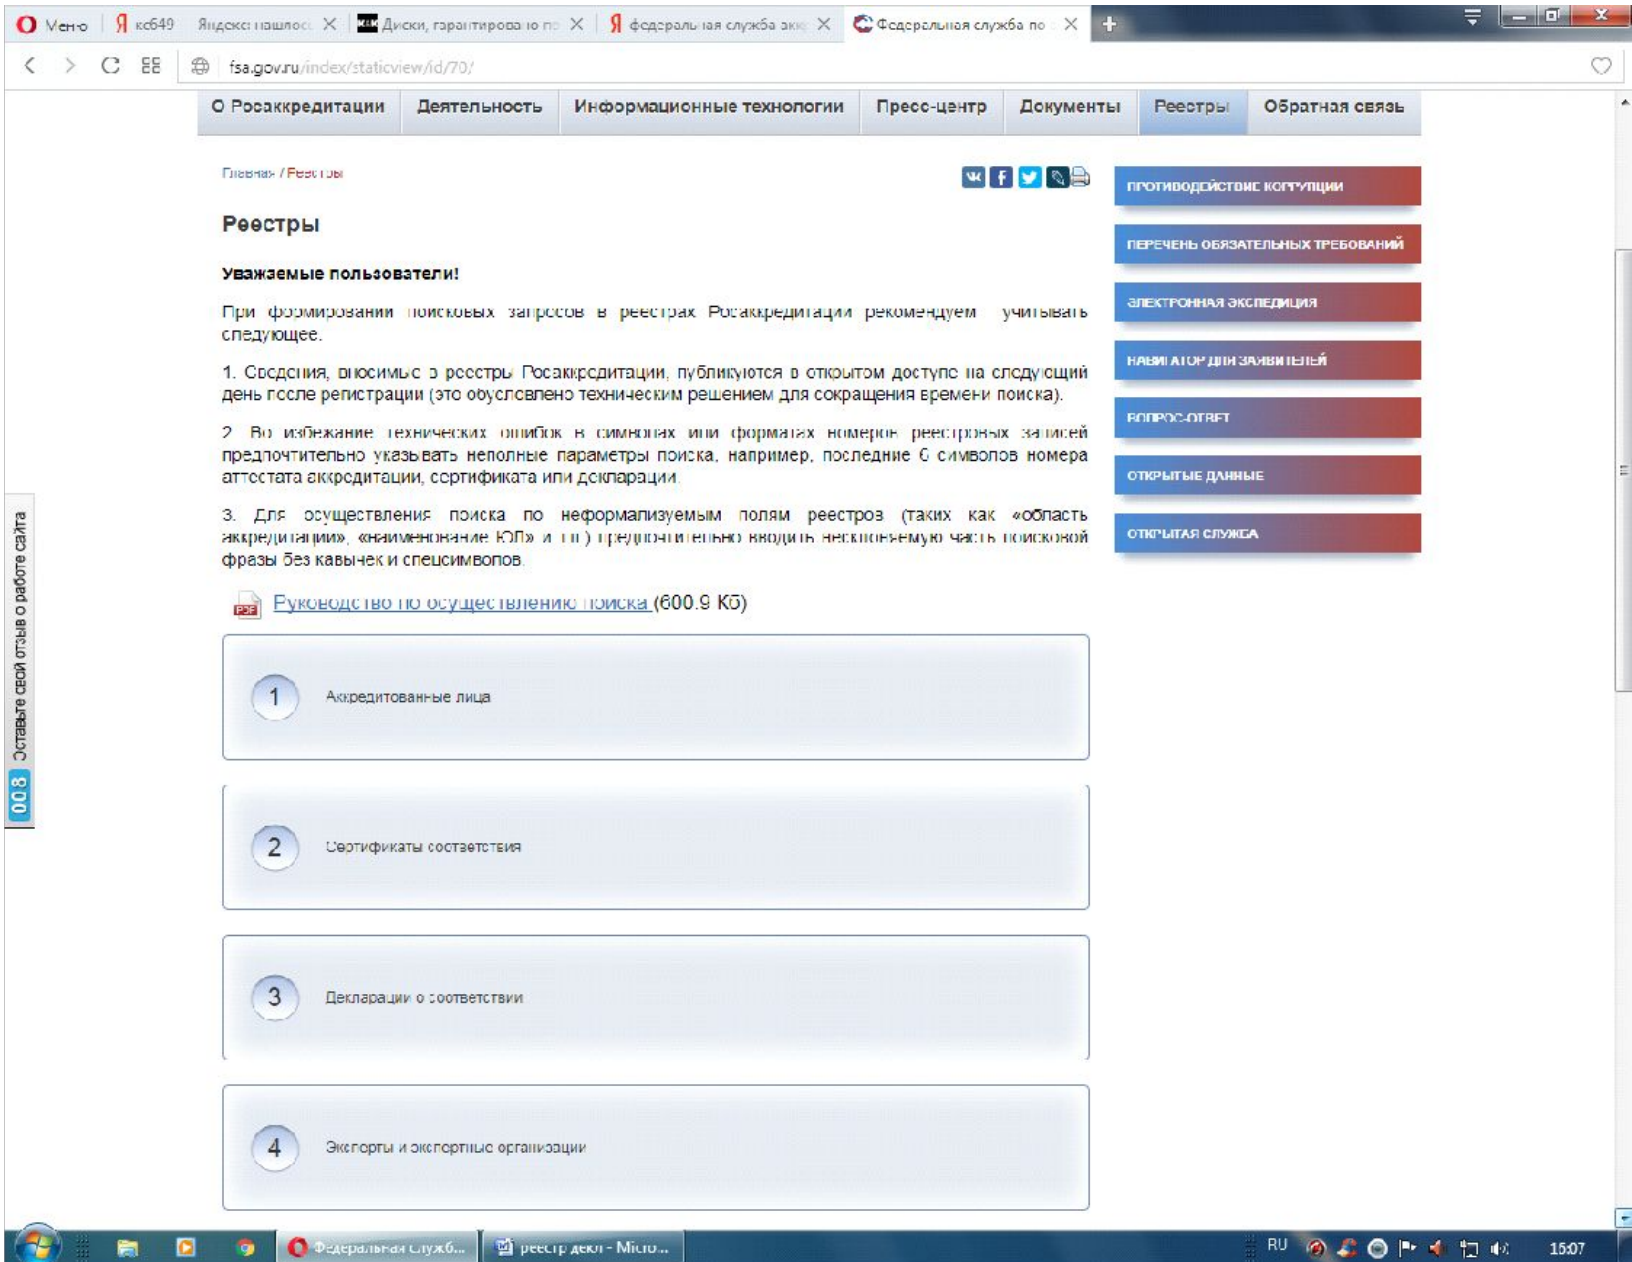 Меню
кс649 Яндекс: нашлос
Диски, гарантировано по
федеральная служба акк
Федеральная служба по
fsa.gov.ru/index/staticview/id/70/
О Росаккредитации
Деятельность
Информационные технологии
Пресс-центр
Документы
Реестры
Обратная связь
Главная / Реестры
Реестры
Уважаемые пользователи!
При формировании поисковых запросов в реестрах Росаккредитации рекомендуем учитывать
следующее.
1. Сведения, вносимые в реестры Росаккредитации, публикуются в открытом доступе на следующий
день после регистрации (это обусловлено техническим решением для сокращения времени поиска).
2. Во избежание технических ошибок в символах или форматах номеров реестровых записей
предпочтительно указывать неполные параметры поиска, например, последние 6 символов номера
аттестата аккредитации, сертификата или декларации.
3. Для осуществления поиска по неформализуемым полям реестров (таких как «область
аккредитации», «наименование ЮЛ» и т.п.) предпочтительно вводить несклоняемую часть поисковой
фразы без кавычек и спецсимволов.
PDF
Руководство по осуществлению поиска (600.9 Кб)
1 Аккредитованные лица
2 Сертификаты соответствия
3 Декларации о соответствии
4 Эксперты и экспертные организации
ПРОТИВОДЕЙСТВИЕ КОРРУПЦИИ
ПЕРЕЧЕНЬ ОБЯЗАТЕЛЬНЫХ ТРЕБОВАНИЙ
ЭЛЕКТРОННАЯ ЭКСПЕДИЦИЯ
НАВИГАТОР ДЛЯ ЗАЯВИТЕЛЕЙ
ВОПРОС-ОТВЕТ
ОТКРЫТЫЕ ДАННЫЕ
ОТКРЫТАЯ СЛУЖБА
Оставьте свой отзыв о работе сайта
Федеральная служб...
реестр декл - Micro...
RU
15:07